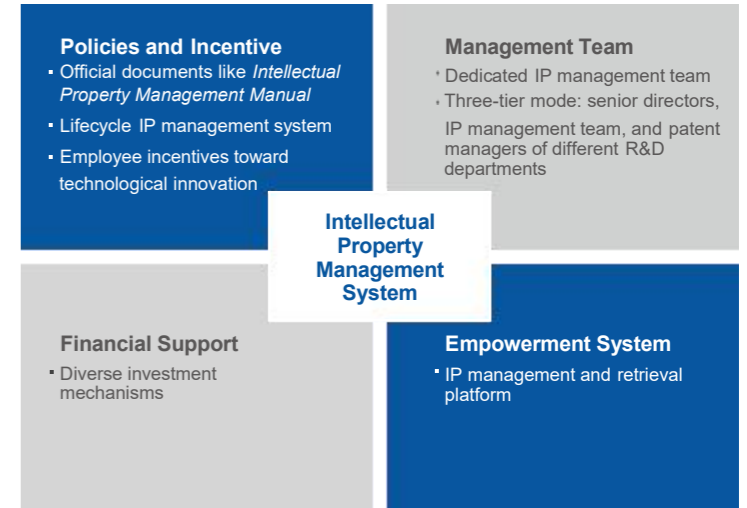 Policies and Incentive
▪ Official documents like Intellectual
Property Management Manual
▪ Lifecycle IP management system
▪ Employee incentives toward
technological innovation
Management Team
• Dedicated IP management team
• Three-tier mode: senior directors,
IP management team, and patent
managers of different R&D
departments
Intellectual
Property
Management
System
Financial Support
▪ Diverse investment
mechanisms
Empowerment System
▪ IP management and retrieval
platform